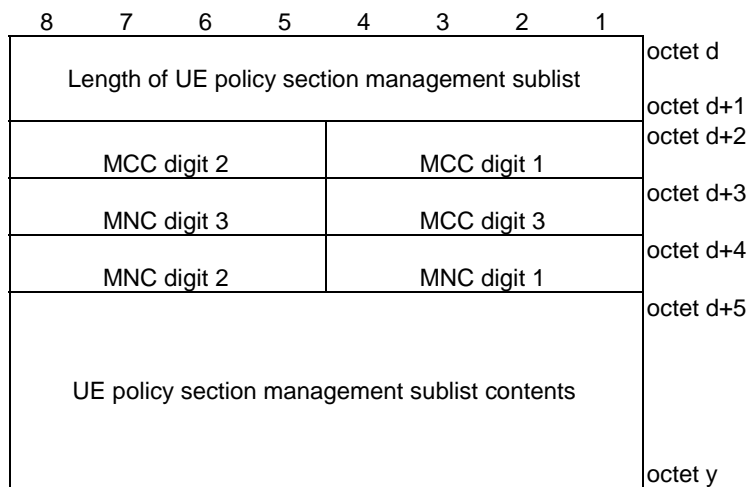 8 7 6 5 4 3 2 1
octet d
Length of UE policy section management sublist
octet d+1
octet d+2
MCC digit 2 MCC digit 1
octet d+3
MNC digit 3 MCC digit 3
octet d+4
MNC digit 2 MNC digit 1
octet d+5
UE policy section management sublist contents
octet y